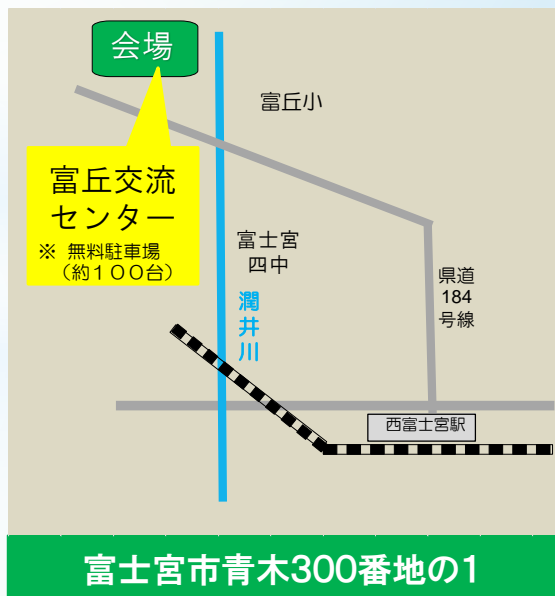 会場
富丘小
富丘交流
センター
※ 無料駐車場
(約１００台)
富士宮
四中
潤井川
県道
184
号線
西富士宮駅
富士宮市青木300番地の1